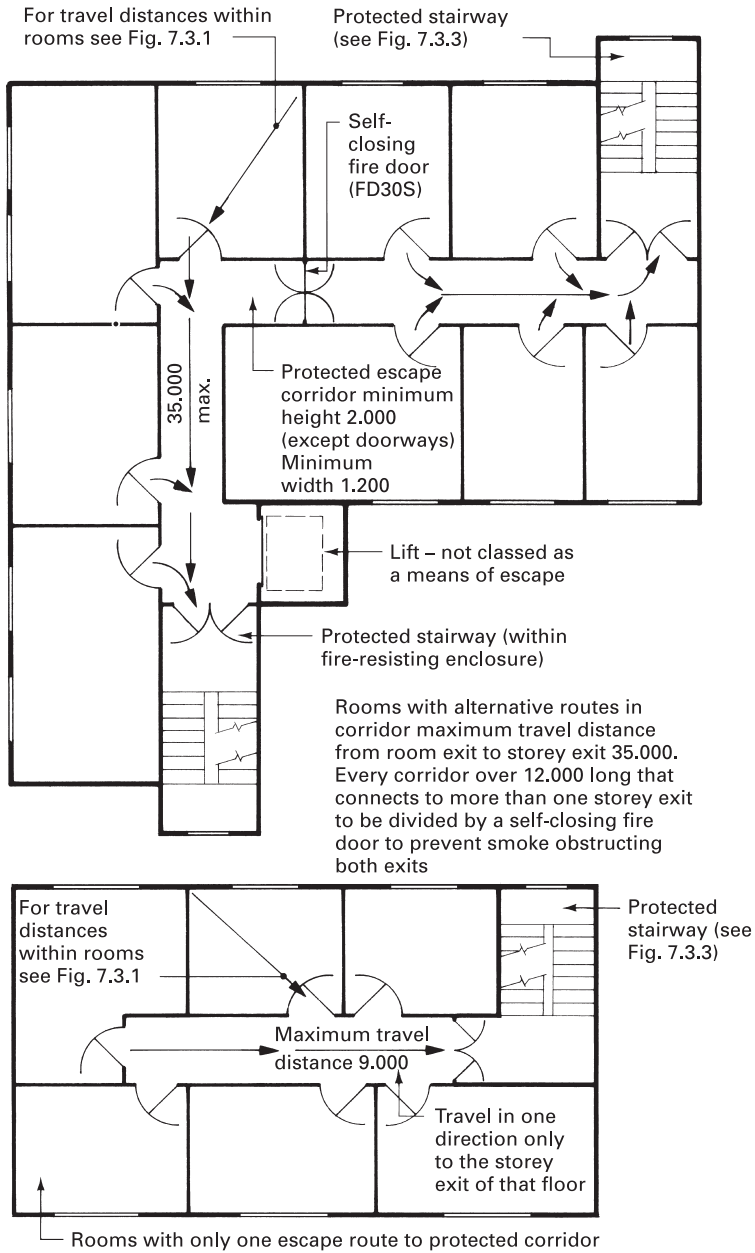 For travel distances within
rooms see Fig. 7.3.1
Protected stairway
(see Fig. 7.3.3)
Self-
closing
fire door
(FD30S)
35.000
max.
Protected escape
corridor minimum
height 2.000
(except doorways)
Minimum
width 1.200
Lift – not classed as
a means of escape
Protected stairway (within
fire-resisting enclosure)
Rooms with alternative routes in
corridor maximum travel distance
from room exit to storey exit 35.000.
Every corridor over 12.000 long that
connects to more than one storey exit
to be divided by a self-closing fire
door to prevent smoke obstructing
both exits
For travel
distances
within rooms
see Fig. 7.3.1
Protected
stairway (see
Fig. 7.3.3)
Maximum travel
distance 9.000
Travel in one
direction only
to the storey
exit of that floor
Rooms with only one escape route to protected corridor